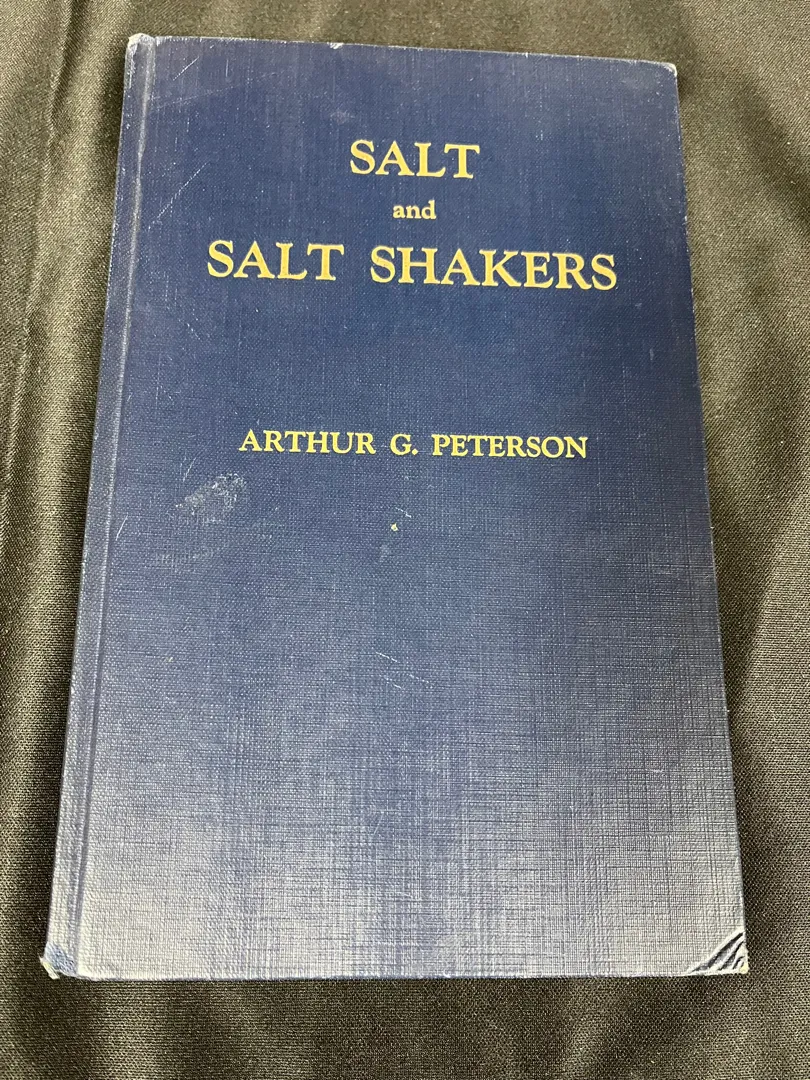 SALT
and
SALT SHAKERS
ARTHUR G. PETERSON